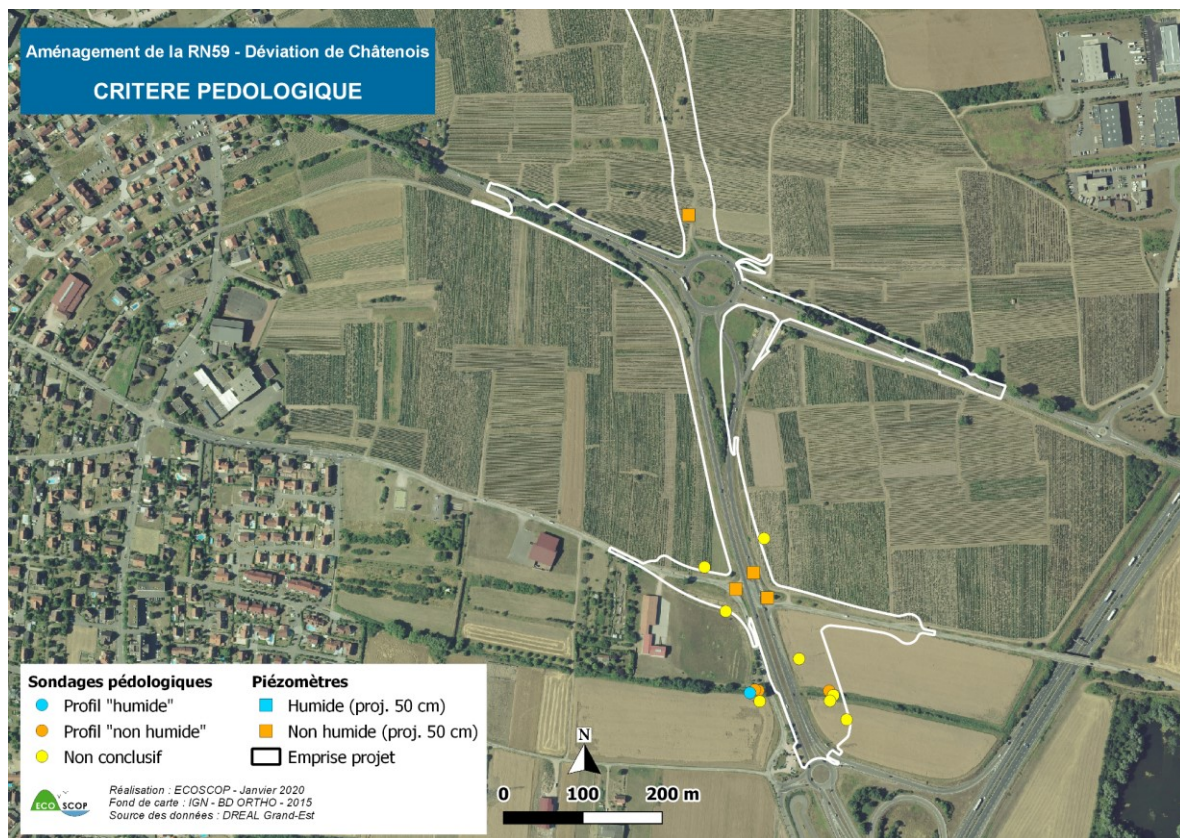 Aménagement de la RN59 - Déviation de Châtenois
CRITERE PEDOLOGIQUE
Sondages pédologiques
Profil "humide"
Profil "non humide"
Non conclusif
Piézomètres
Humide (proj. 50 cm)
Non humide (proj. 50 cm)
Emprise projet
ECO SCOP
Réalisation : ECOSCOP - Janvier 2020
Fond de carte : IGN - BD ORTHO - 2015
Source des données : DREAL Grand-Est
N
0 100 200 m